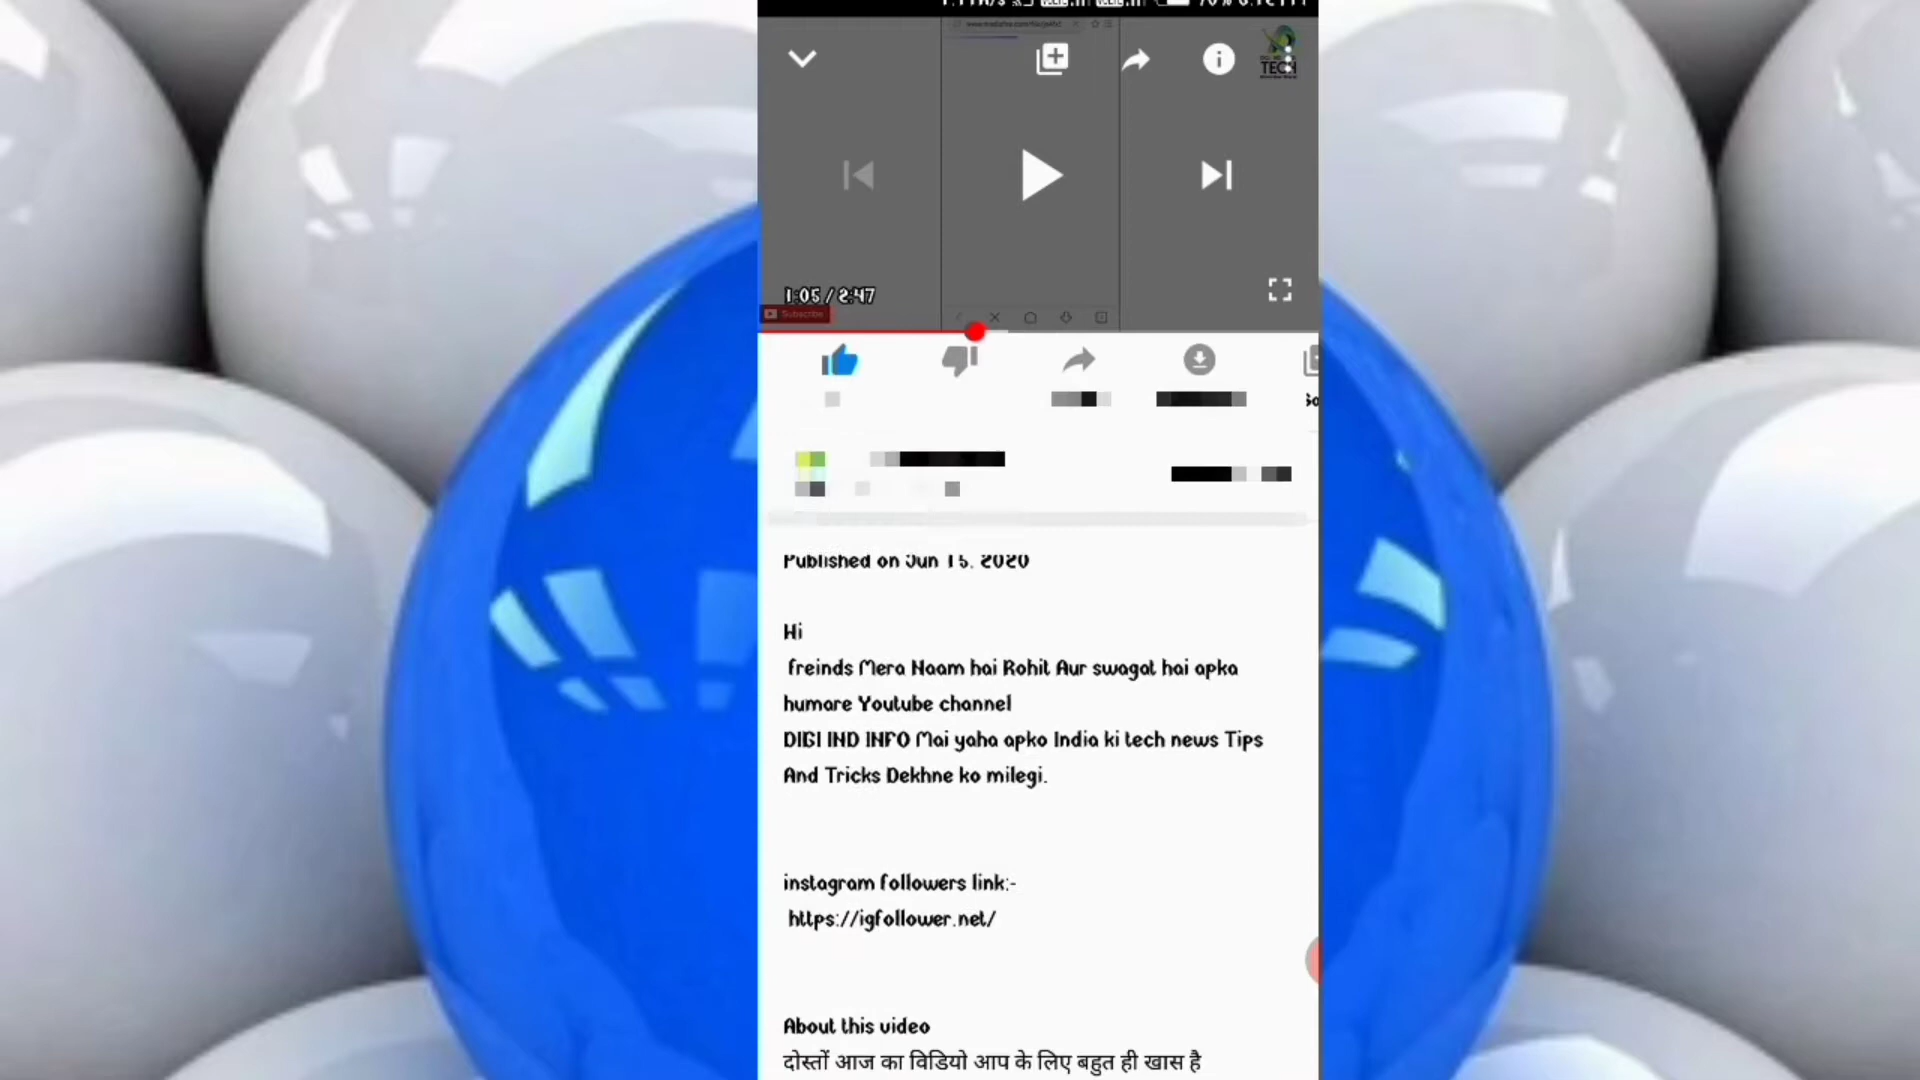 TECH
1:05 / 2:47
Subscribe
Published on Jun 15, 2020
Hi
freinds Mera Naam hai Rohit Aur swagat hai apka
humare Youtube channel
DIGI IND INFO Mai yaha apko India ki tech news Tips
And Tricks Dekhne ko milegi.
instagram followers link:-
https://igfollower.net/
About this video
दोस्तों आज का विडियो आप के लिए बहुत ही खास है